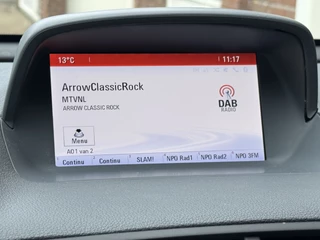 13°C 11:17
ArrowClassicRock
MTVNL
ARROW CLASSIC ROCK
DAB
RADIO
Menu
A01 van 2
Continu Continu SLAM! NPO Rad1 NPO Rad2 NPO 3FM